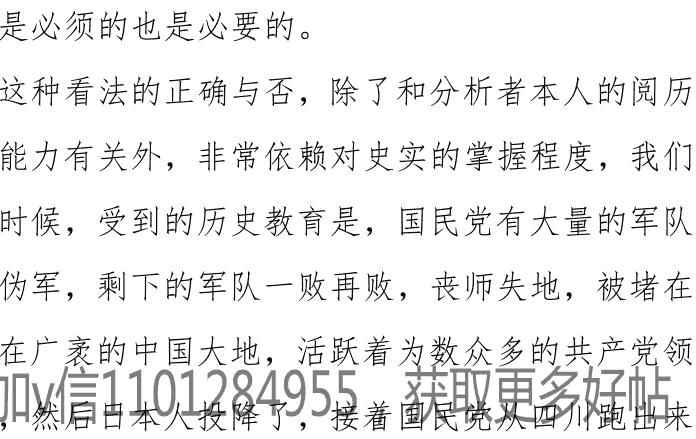 是必须的也是必要的。
这种看法的正确与否，除了和分析者本人的阅历
能力有关外，非常依赖对史实的掌握程度，我们
时候，受到的历史教育是，国民党有大量的军队
伪军，剩下的军队一败再败，丧师失地，被堵在
在广袤的中国大地，活跃着为数众多的共产党领
加v信1101284955 获取更多好帖
，然后日本人投降了，接着国民党从四川跑出来